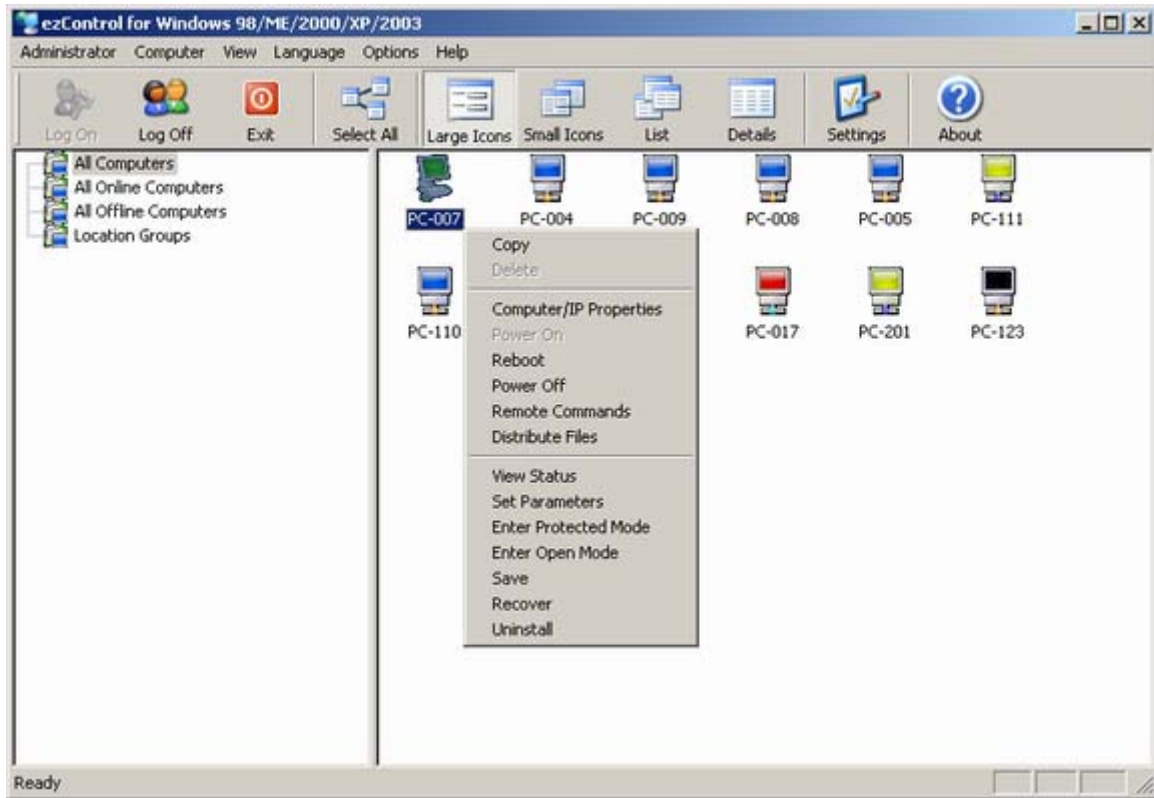 ezControl for Windows 98/ME/2000/XP/2003
Administrator Computer View Language Options Help
Log On Log Off Exit Select All Large Icons Small Icons List Details Settings About
All Computers
All Online Computers
All Offline Computers
Location Groups
PC-007 PC-004 PC-009 PC-008 PC-005 PC-111
PC-110 PC-017 PC-201 PC-123
Copy
Delete
Computer/IP Properties
Power On
Reboot
Power Off
Remote Commands
Distribute Files
View Status
Set Parameters
Enter Protected Mode
Enter Open Mode
Save
Recover
Uninstall
Ready